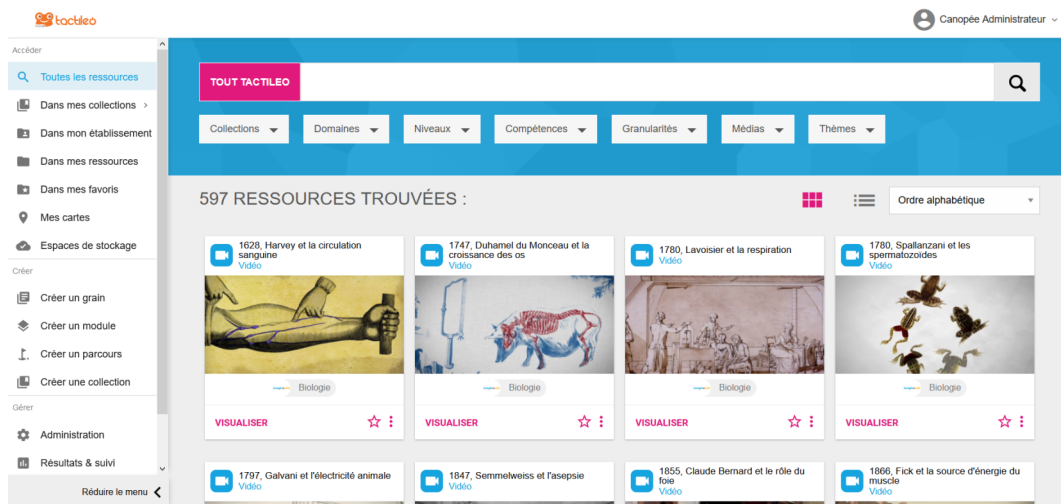 tactileo
Canopée Administrateur
Accéder
Toutes les ressources
Dans mes collections
Dans mon établissement
Dans mes ressources
Dans mes favoris
Mes cartes
Espaces de stockage
Créer
Créer un grain
Créer un module
Créer un parcours
Créer une collection
Gérer
Administration
Résultats & suivi
Réduire le menu
TOUT TACTILEO
Collections
Domaines
Niveaux
Compétences
Granularités
Médias
Thèmes
597 RESSOURCES TROUVÉES :
Ordre alphabétique
1628, Harvey et la circulation
sanguine
Vidéo
Biologie
VISUALISER
1747, Duhamel du Monceau et la
croissance des os
Vidéo
Biologie
VISUALISER
1780, Lavoisier et la respiration
Vidéo
Biologie
VISUALISER
1780, Spallanzani et les
spermatozoïdes
Vidéo
Biologie
VISUALISER
1797, Galvani et l'électricité animale
Vidéo
1847, Semmelweiss et l'asepsie
Vidéo
1855, Claude Bernard et le rôle du
foie
Vidéo
1866, Fick et la source d'énergie du
muscle
Vidéo